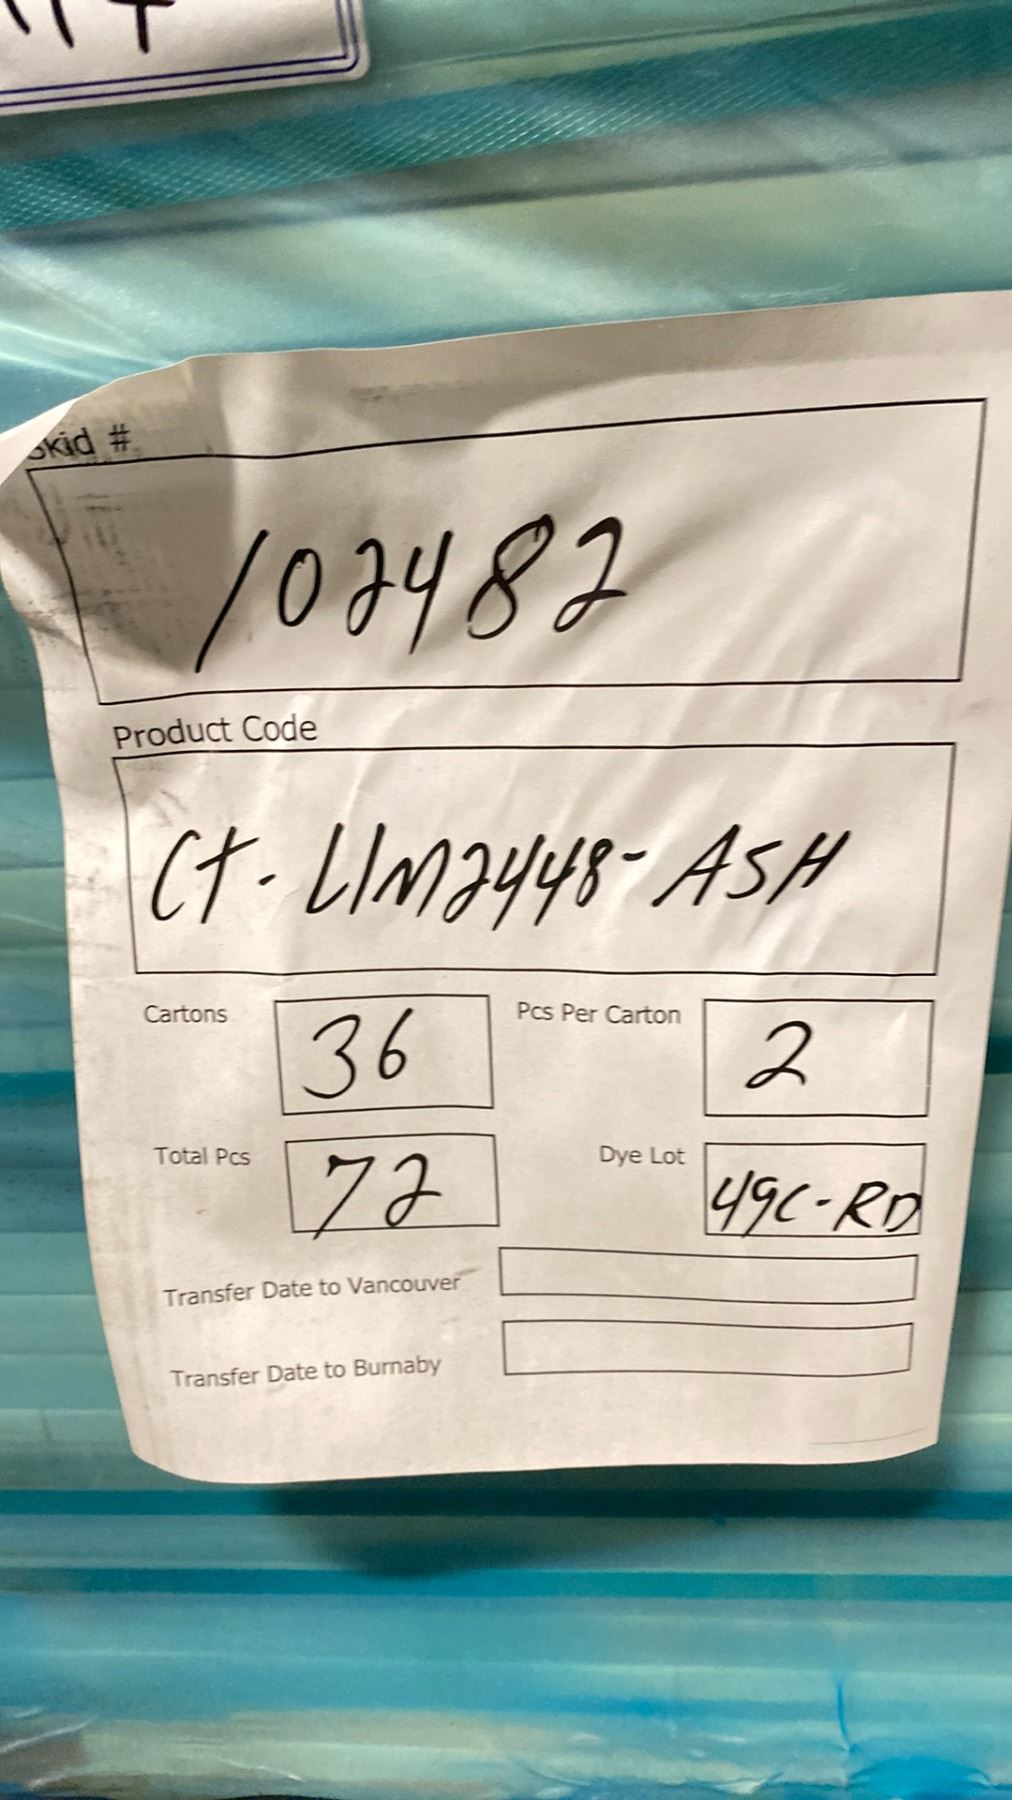 Skid #
102482
Product Code
CT-LIM2448-ASH
Cartons 36 Pcs Per Carton 2
Total Pcs 72 Dye Lot 49C-RD
Transfer Date to Vancouver
Transfer Date to Burnaby